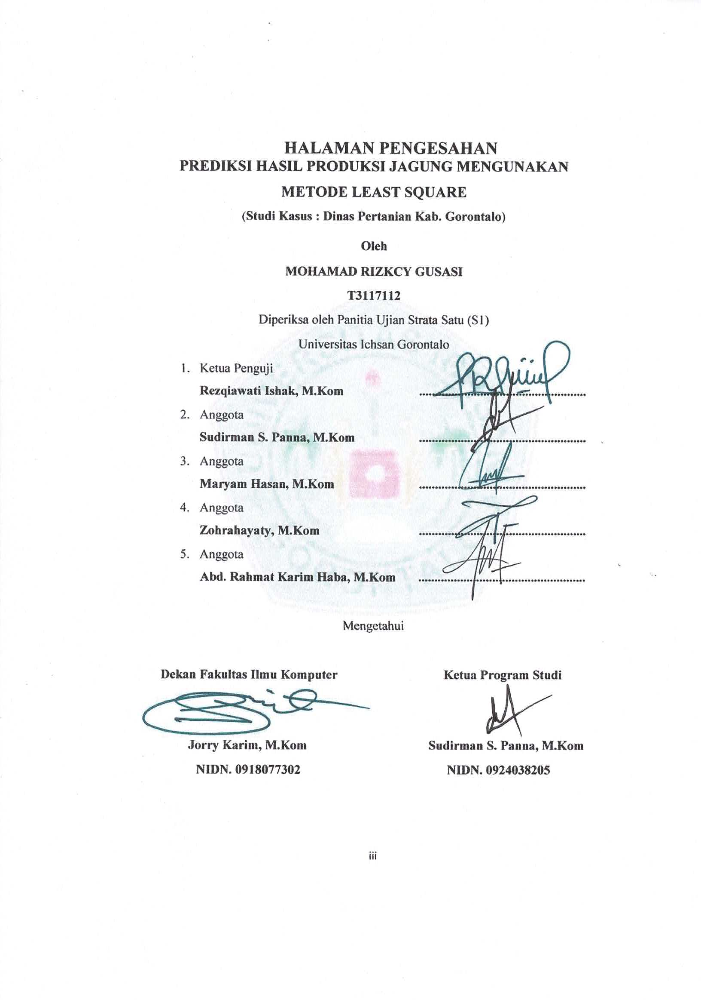 HALAMAN PENGESAHAN
PREDIKSI HASIL PRODUKSI JAGUNG MENGUNAKAN
METODE LEAST SQUARE
(Studi Kasus : Dinas Pertanian Kab. Gorontalo)
Oleh
MOHAMAD RIZKCY GUSASI
T3117112
Diperiksa oleh Panitia Ujian Strata Satu (S1)
Universitas Ichsan Gorontalo
1. Ketua Penguji
Rezqiawati Ishak, M.Kom
2. Anggota
Sudirman S. Panna, M.Kom
3. Anggota
Maryam Hasan, M.Kom
4. Anggota
Zohrahayaty, M.Kom
5. Anggota
Abd. Rahmat Karim Haba, M.Kom
Mengetahui
Dekan Fakultas Ilmu Komputer
Jorry Karim, M.Kom
NIDN. 0918077302
Ketua Program Studi
Sudirman S. Panna, M.Kom
NIDN. 0924038205
iii